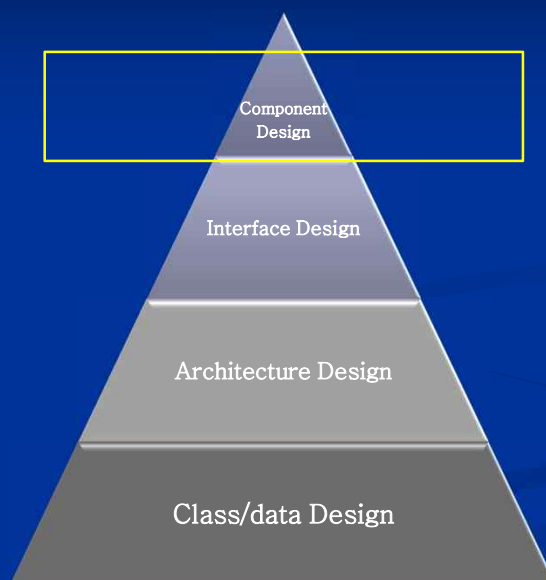 Component
Design
Interface Design
Architecture Design
Class/data Design